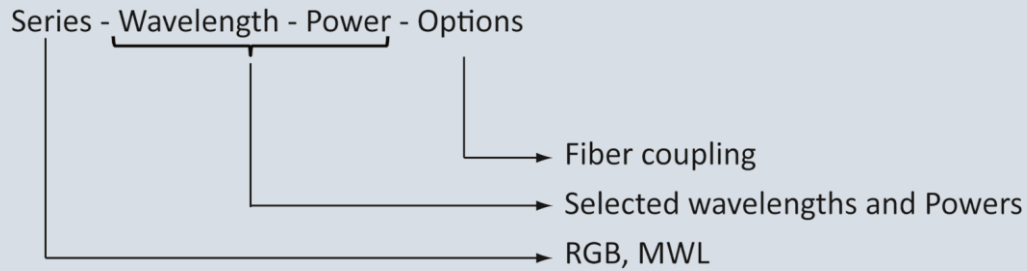 Series - Wavelength - Power - Options
Fiber coupling
Selected wavelengths and Powers
RGB, MWL